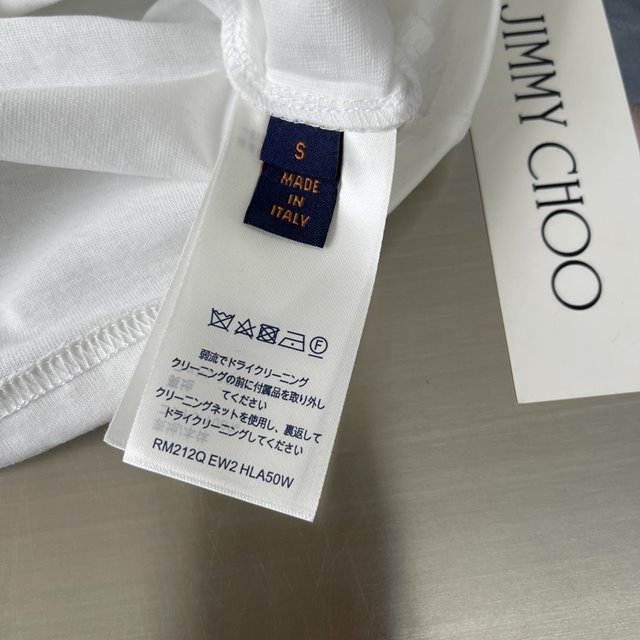 JIMMY CHOO
S
MADE
IN
ITALY
F
弱流でドライクリーニング
クリーニングの前に付属品を取り外し
てください
クリーニングネットを使用し、裏返して
ドライクリーニングしてください
RM212Q EW2 HLA50W